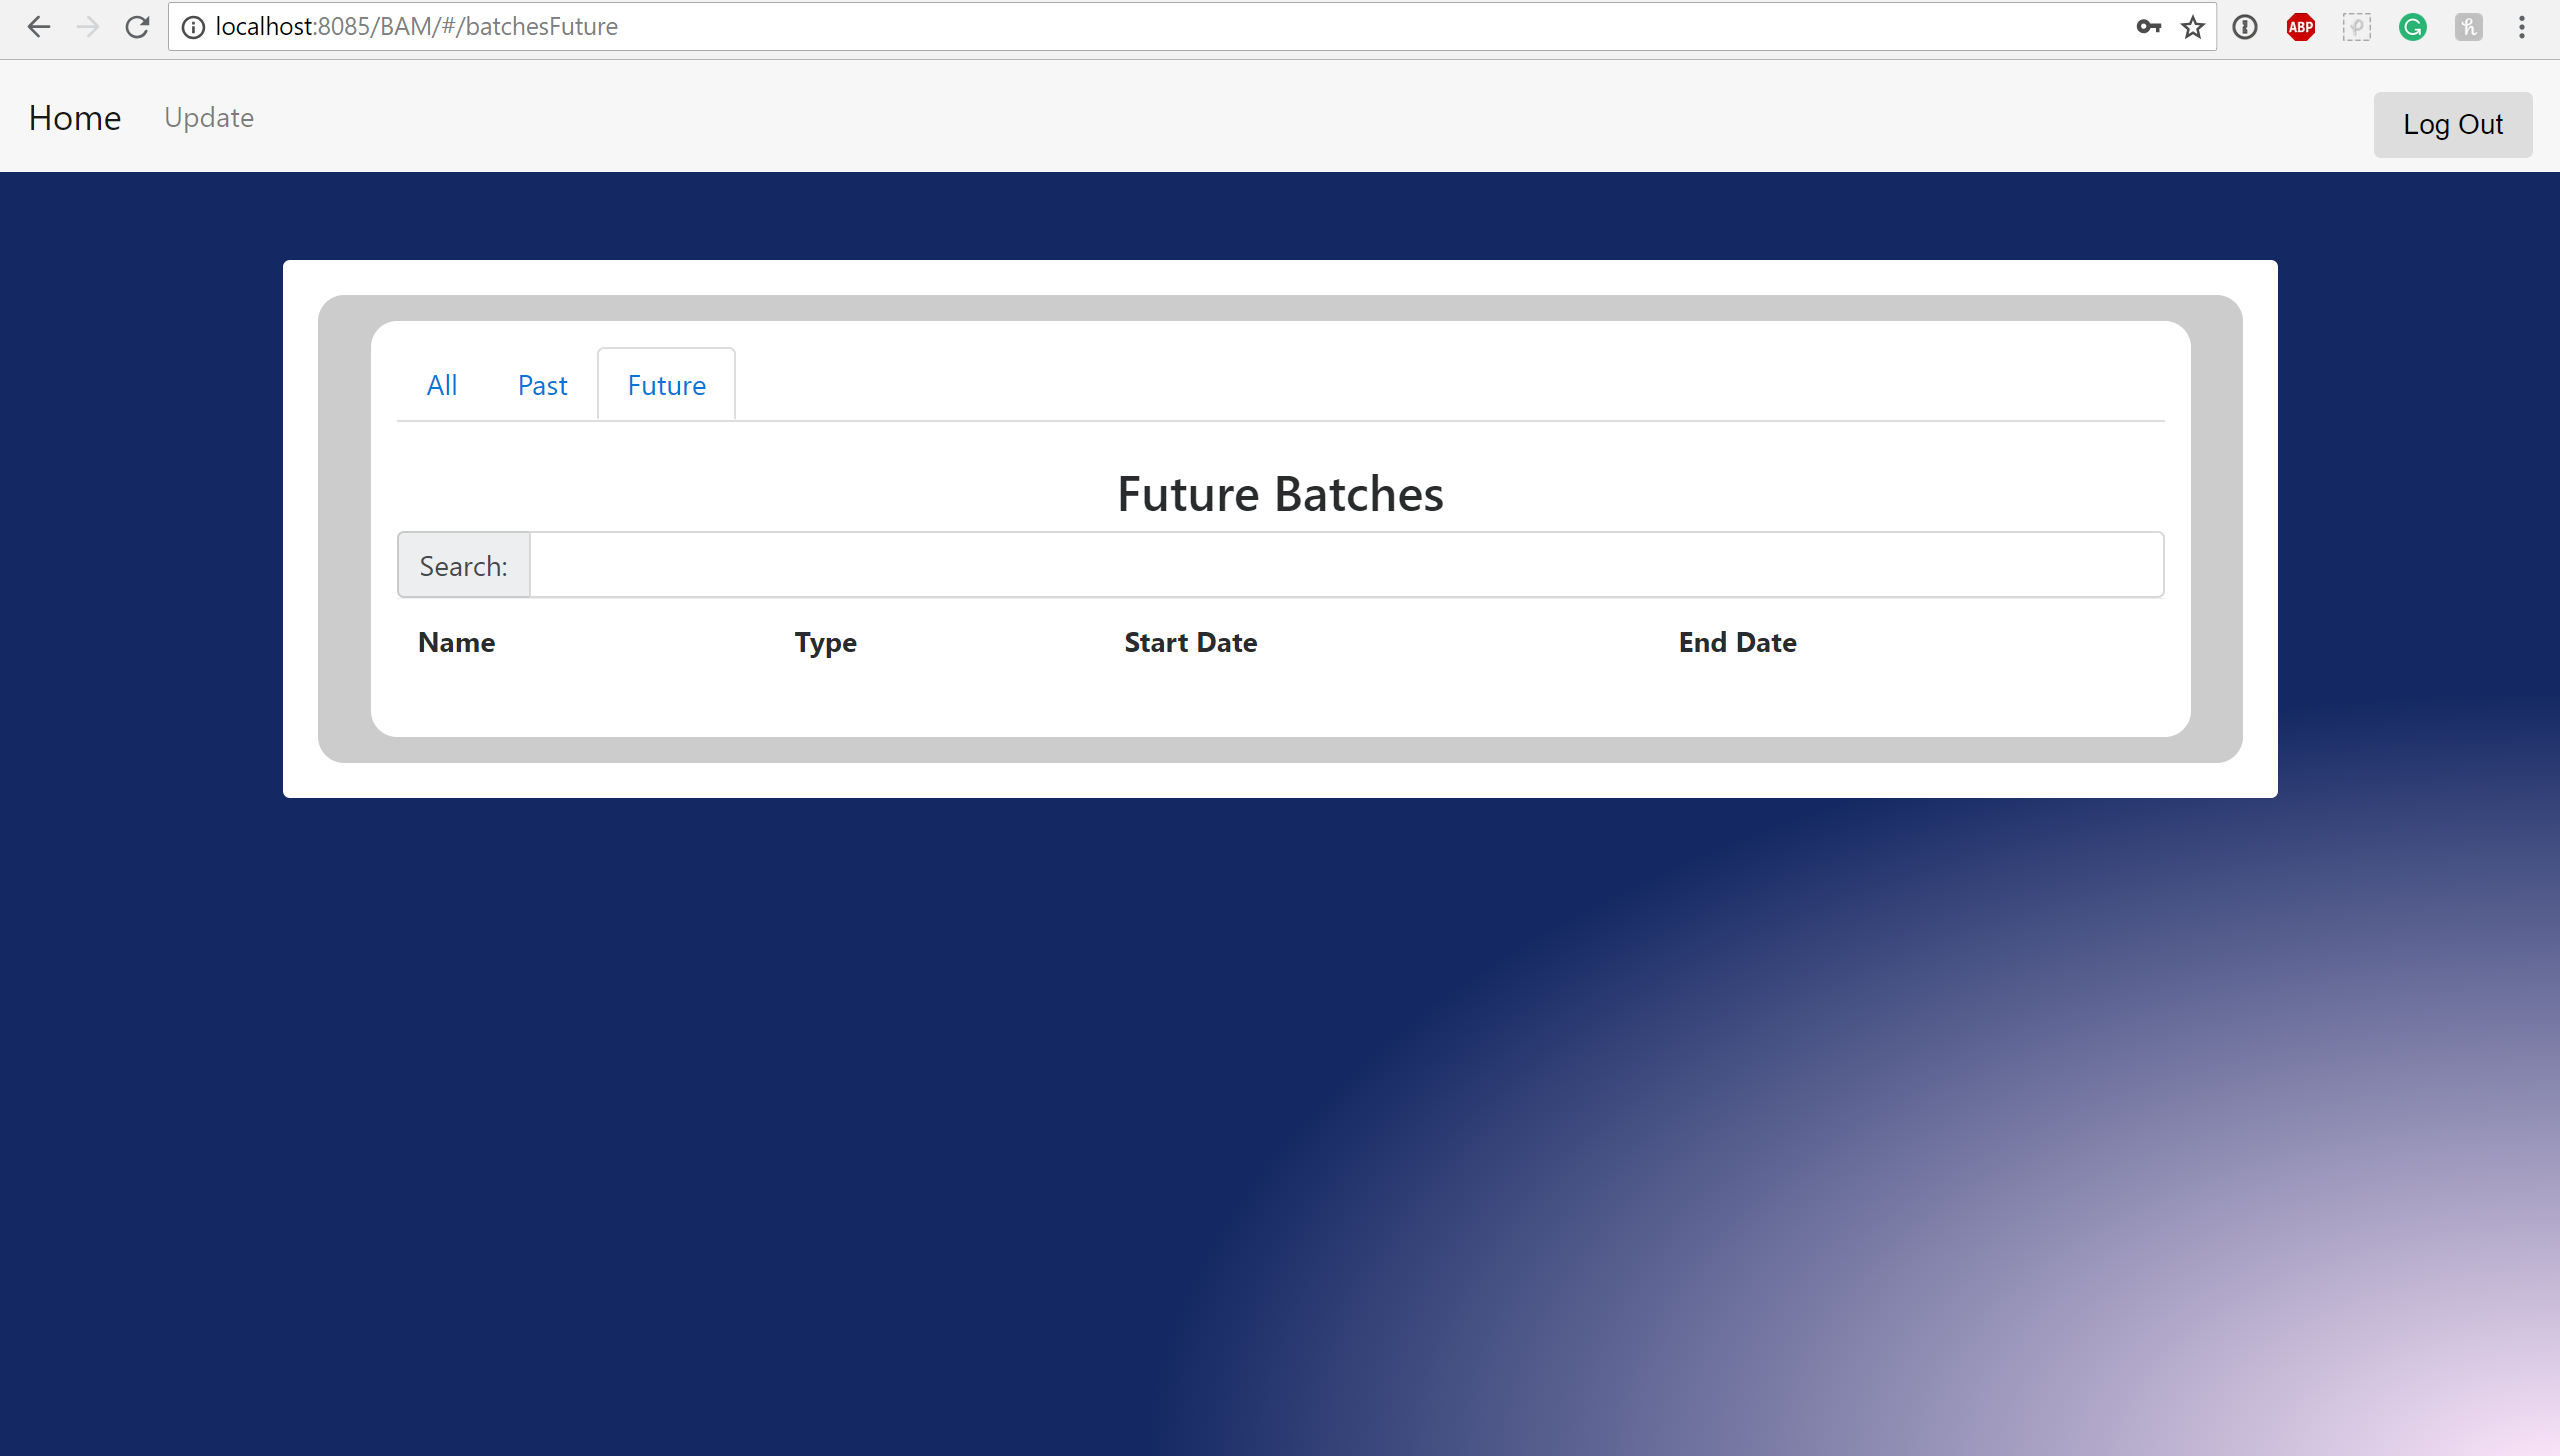 localhost:8085/BAM/#/batchesFuture
ABP
Home Update Log Out
All Past Future
Future Batches
Search:
Name Type Start Date End Date